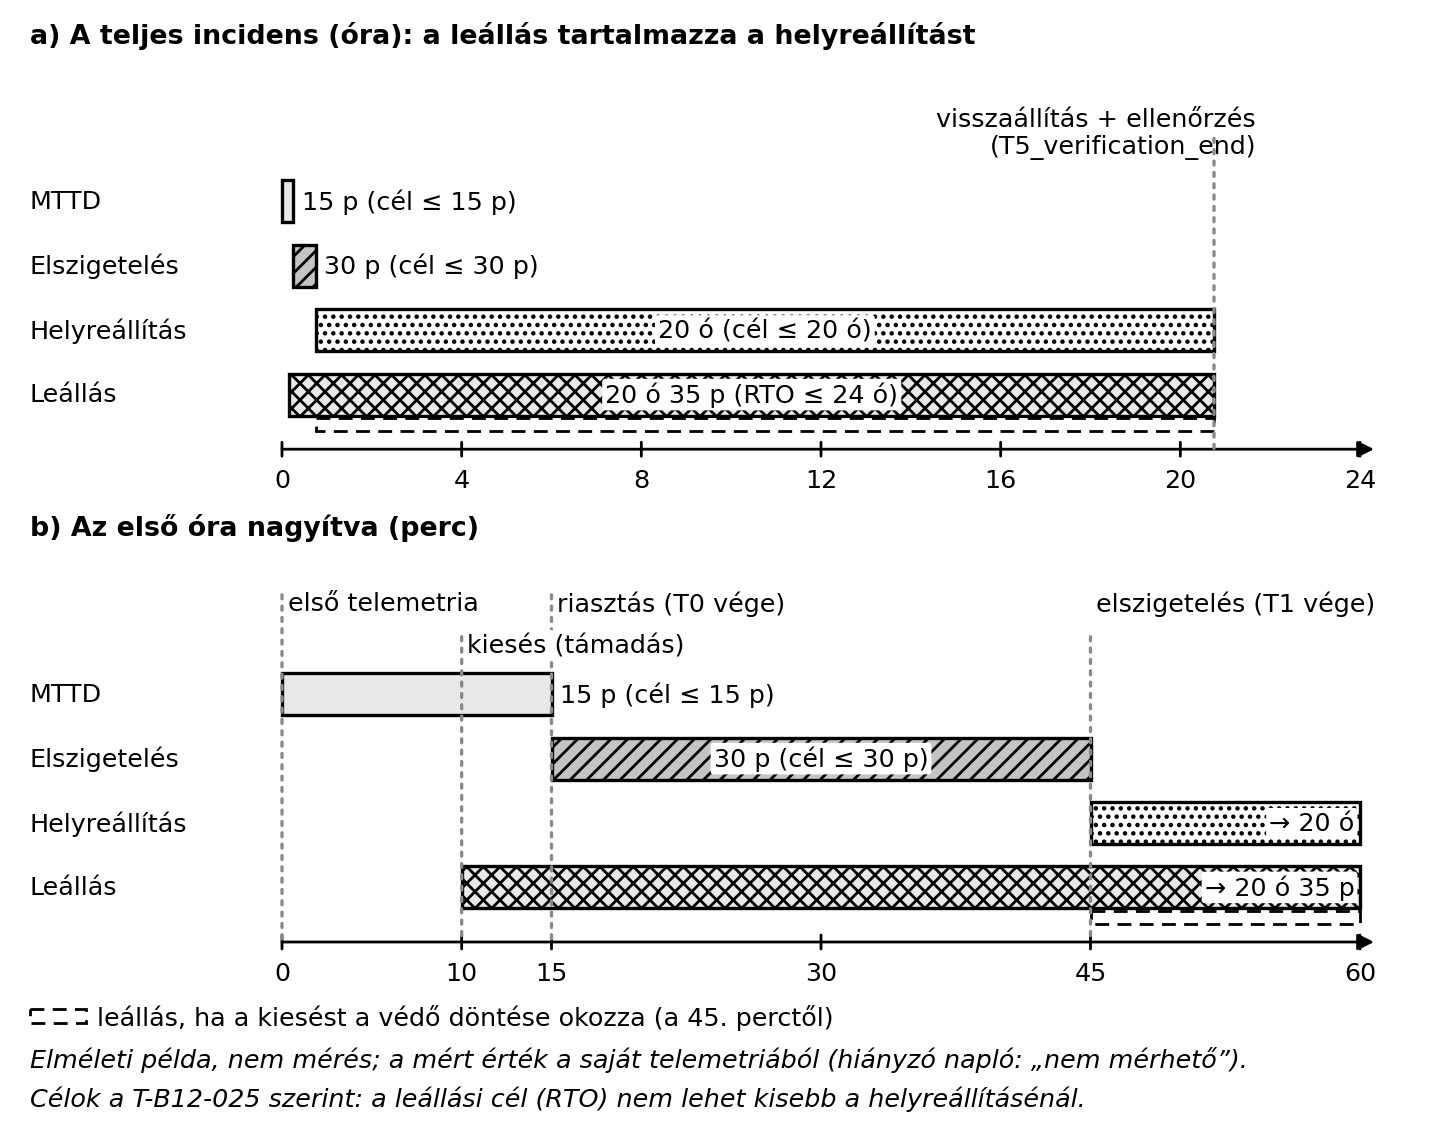 a) A teljes incidens (óra): a leállás tartalmazza a helyreállítást
visszaállítás + ellenőrzés
(T5_verification_end)
MTTD
15 p (cél ≤ 15 p)
Elszigetelés
30 p (cél ≤ 30 p)
Helyreállítás
20 ó (cél ≤ 20 ó)
Leállás
20 ó 35 p (RTO ≤ 24 ó)
0 4 8 12 16 20 24
b) Az első óra nagyítva (perc)
első telemetria
riasztás (T0 vége)
elszigetelés (T1 vége)
kiesés (támadás)
MTTD
15 p (cél ≤ 15 p)
Elszigetelés
30 p (cél ≤ 30 p)
Helyreállítás
→ 20 ó
Leállás
→ 20 ó 35 p
0 10 15 30 45 60
leállás, ha a kiesést a védő döntése okozza (a 45. perctől)
Elméleti példa, nem mérés; a mért érték a saját telemetriából (hiányzó napló: „nem mérhető”).
Célok a T-B12-025 szerint: a leállási cél (RTO) nem lehet kisebb a helyreállításénál.